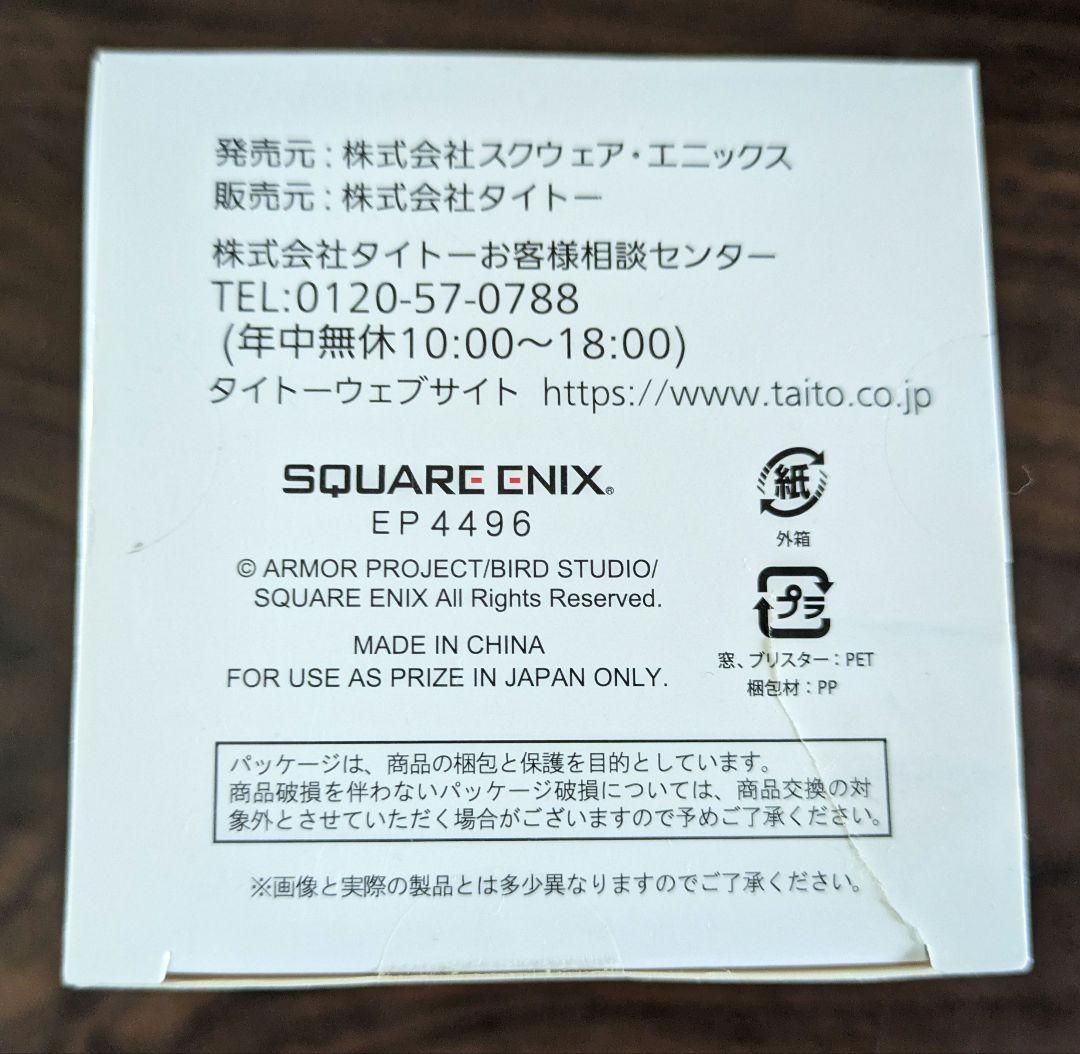 発売元：株式会社スクウェア・エニックス
販売元：株式会社タイトー
株式会社タイトーお客様相談センター
TEL:0120-57-0788
(年中無休10:00～18:00)
タイトーウェブサイト https://www.taito.co.jp
SQUARE ENIX®
EP4496
© ARMOR PROJECT/BIRD STUDIO/
SQUARE ENIX All Rights Reserved.
MADE IN CHINA
FOR USE AS PRIZE IN JAPAN ONLY.
紙
外箱
プラ
窓、ブリスター：PET
梱包材：PP
パッケージは、商品の梱包と保護を目的としています。
商品破損を伴わないパッケージ破損については、商品交換の対
象外とさせていただく場合がございますので予めご了承ください。
※画像と実際の製品とは多少異なりますのでご了承ください。